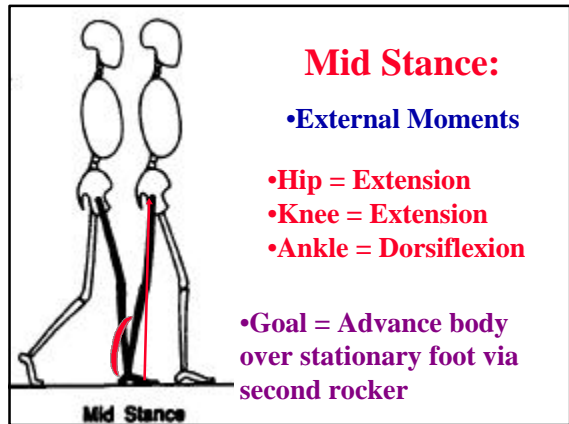 Mid Stance:
•External Moments
•Hip = Extension
•Knee = Extension
•Ankle = Dorsiflexion
•Goal = Advance body
over stationary foot via
second rocker
Mid Stance